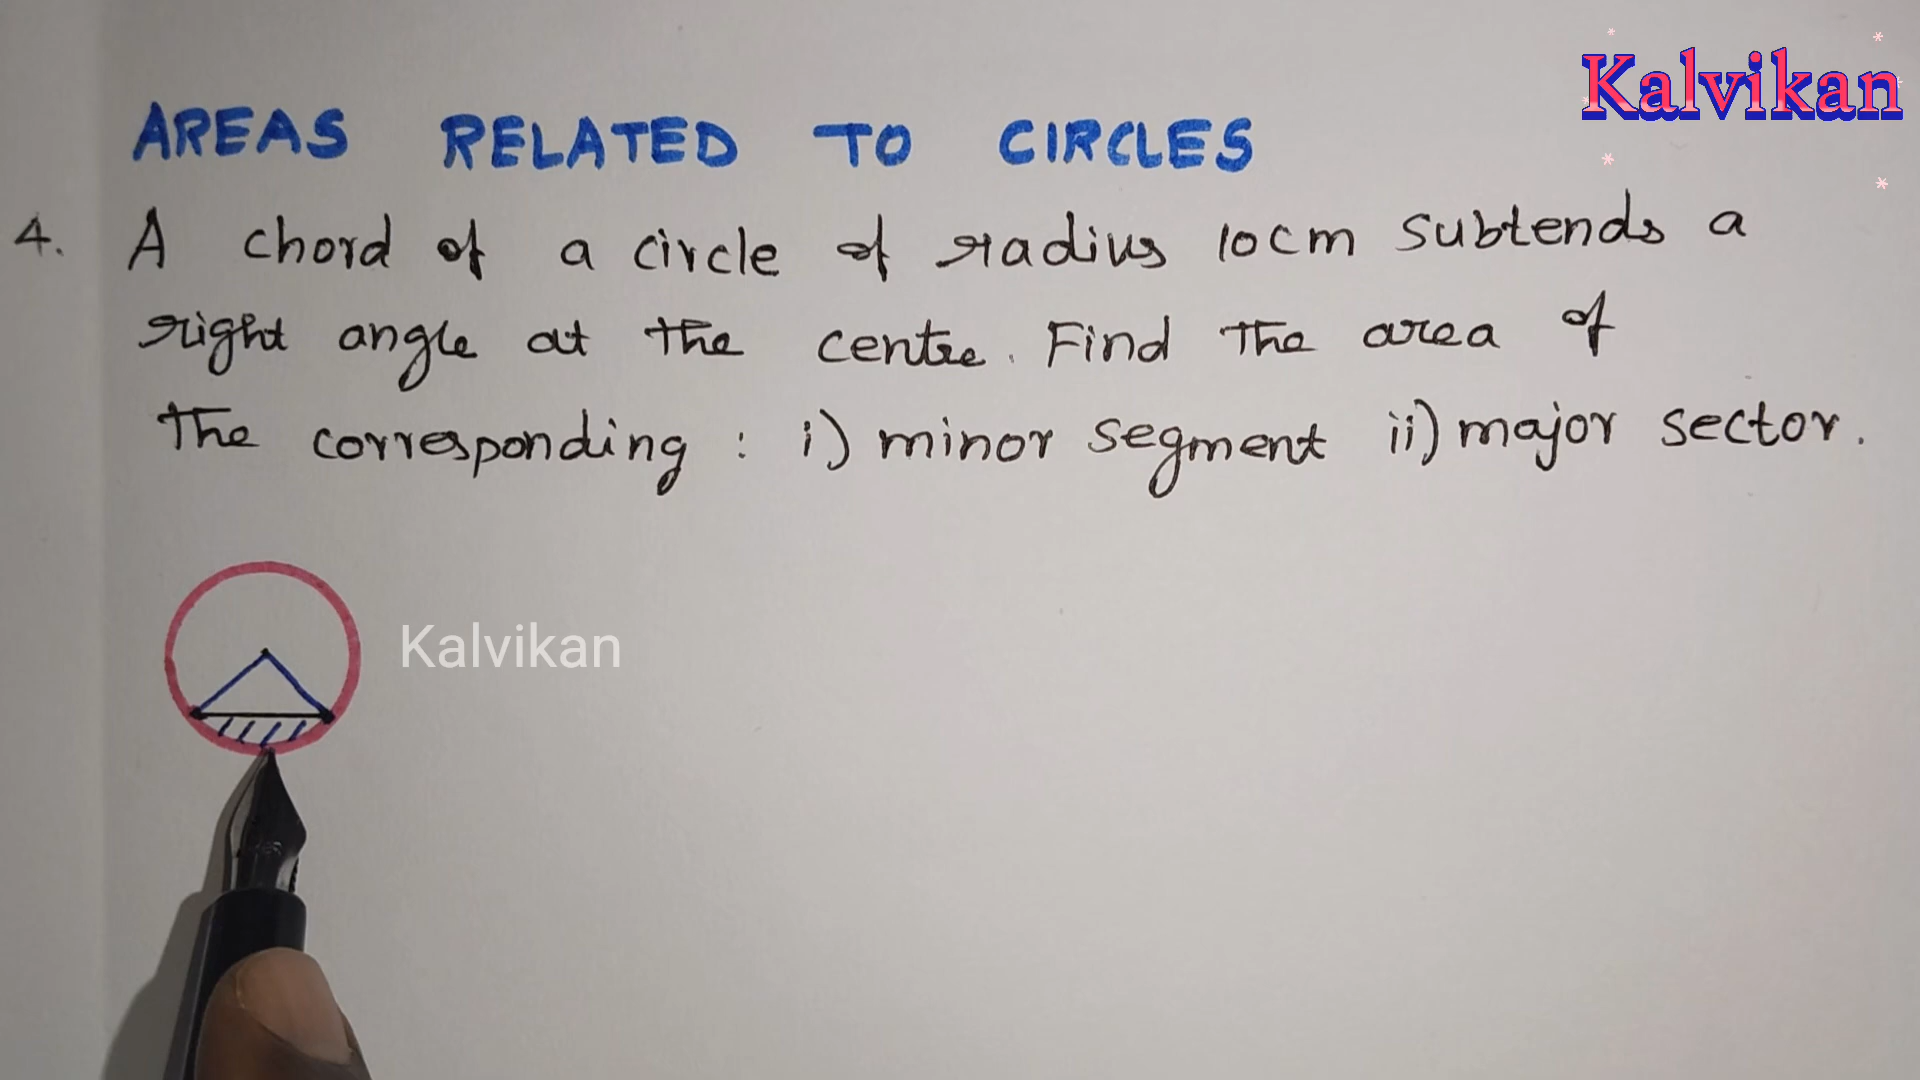 Kalvikan
AREAS RELATED TO CIRCLES
4. A chord of a circle of radius 10cm subtends a
right angle at the centre. Find the area of
the corresponding : i) minor segment ii) major sector.
Kalvikan